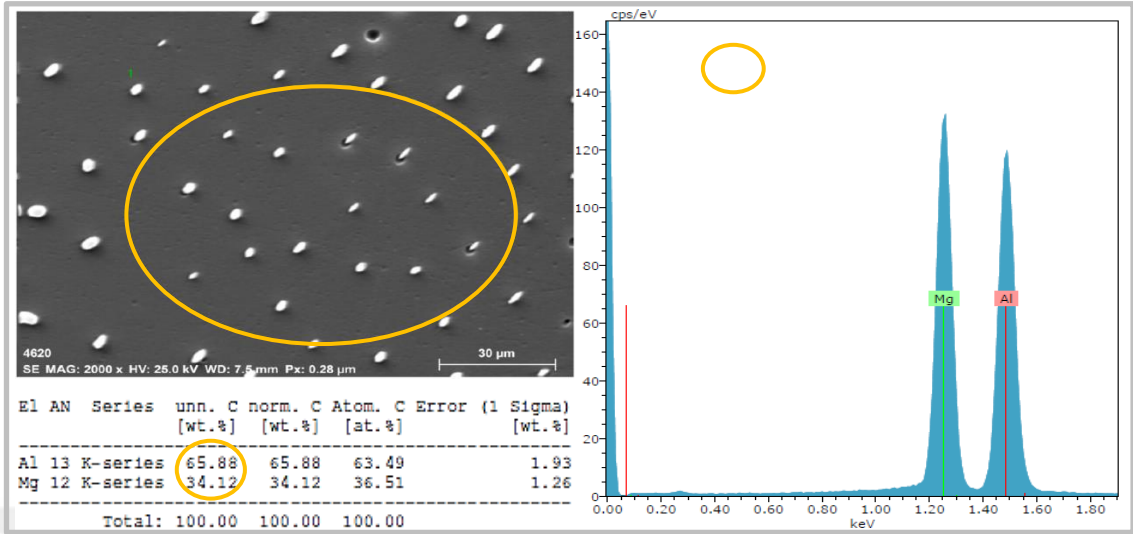 1
4620
30 µm
SE MAG: 2000 x HV: 25.0 kV WD: 7.5 mm Px: 0.28 µm
El AN Series unn. C norm. C Atom. C Error (1 Sigma)
[wt.%] [wt.%] [at.%] [wt.%]
Al 13 K-series 65.88 65.88 63.49 1.93
Mg 12 K-series 34.12 34.12 36.51 1.26
Total: 100.00 100.00 100.00
cps/eV
160
140
120
100
80
60
40
20
0
Mg Al
0.00 0.20 0.40 0.60 0.80 1.00 1.20 1.40 1.60 1.80
keV